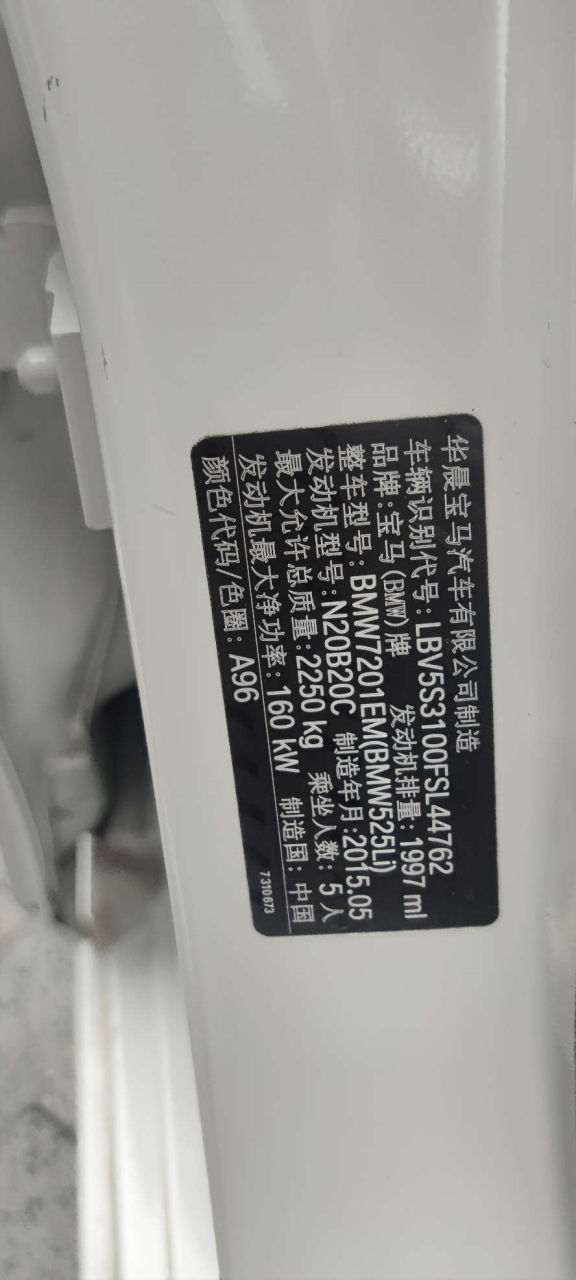 华晨宝马汽车有限公司制造
车辆识别代号: LBV5S3100FSL44762
品牌: 宝马(BMW)牌 发动机排量: 1997 ml
整车型号: BMW7201EM(BMW525Li)
发动机型号: N20B20C 制造年月: 2015.05
最大允许总质量: 2250 kg 乘坐人数: 5 人
发动机最大净功率: 160 kW 制造国: 中国
颜色代码/色圈: A96 7310673